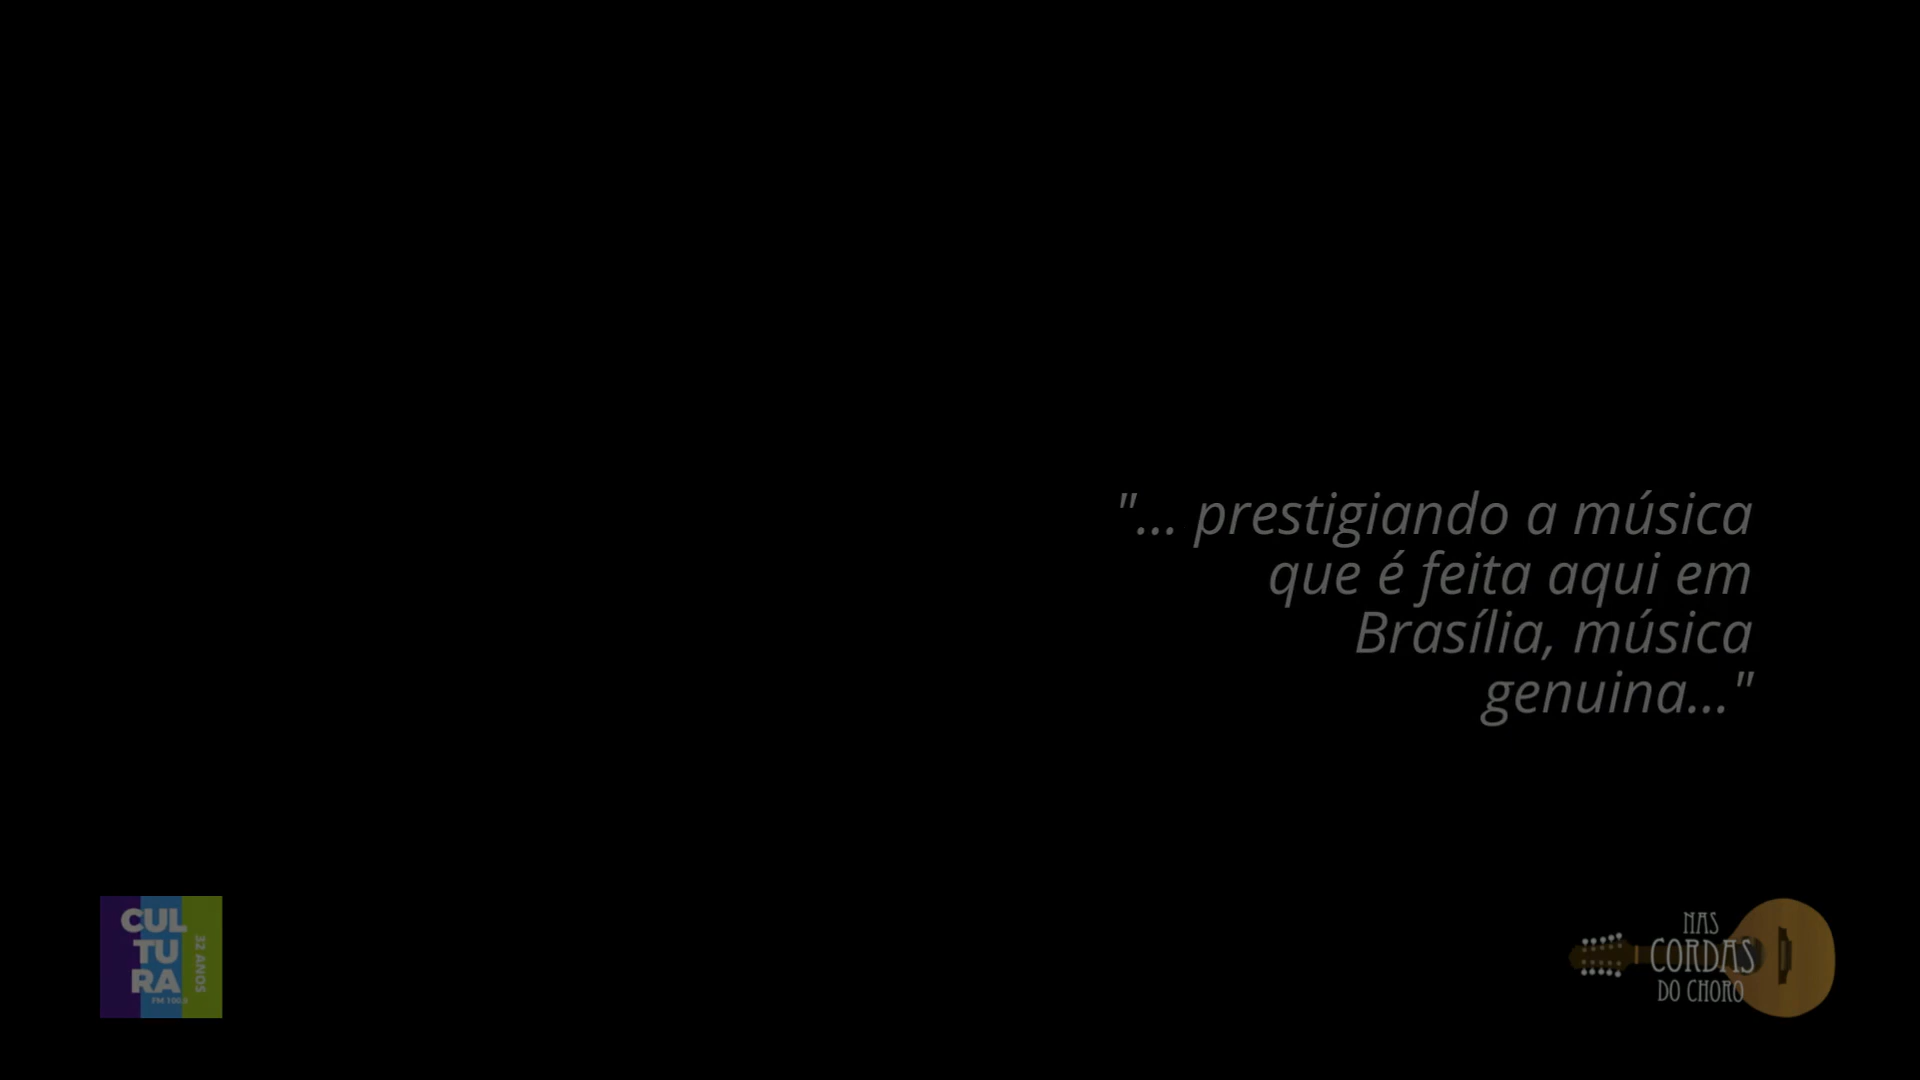 "... prestigiando a música
que é feita aqui em
Brasília, música
genuina..."
CUL
TU
RA
FM 100.9
32 ANOS
NAS
CORDAS
DO CHORO